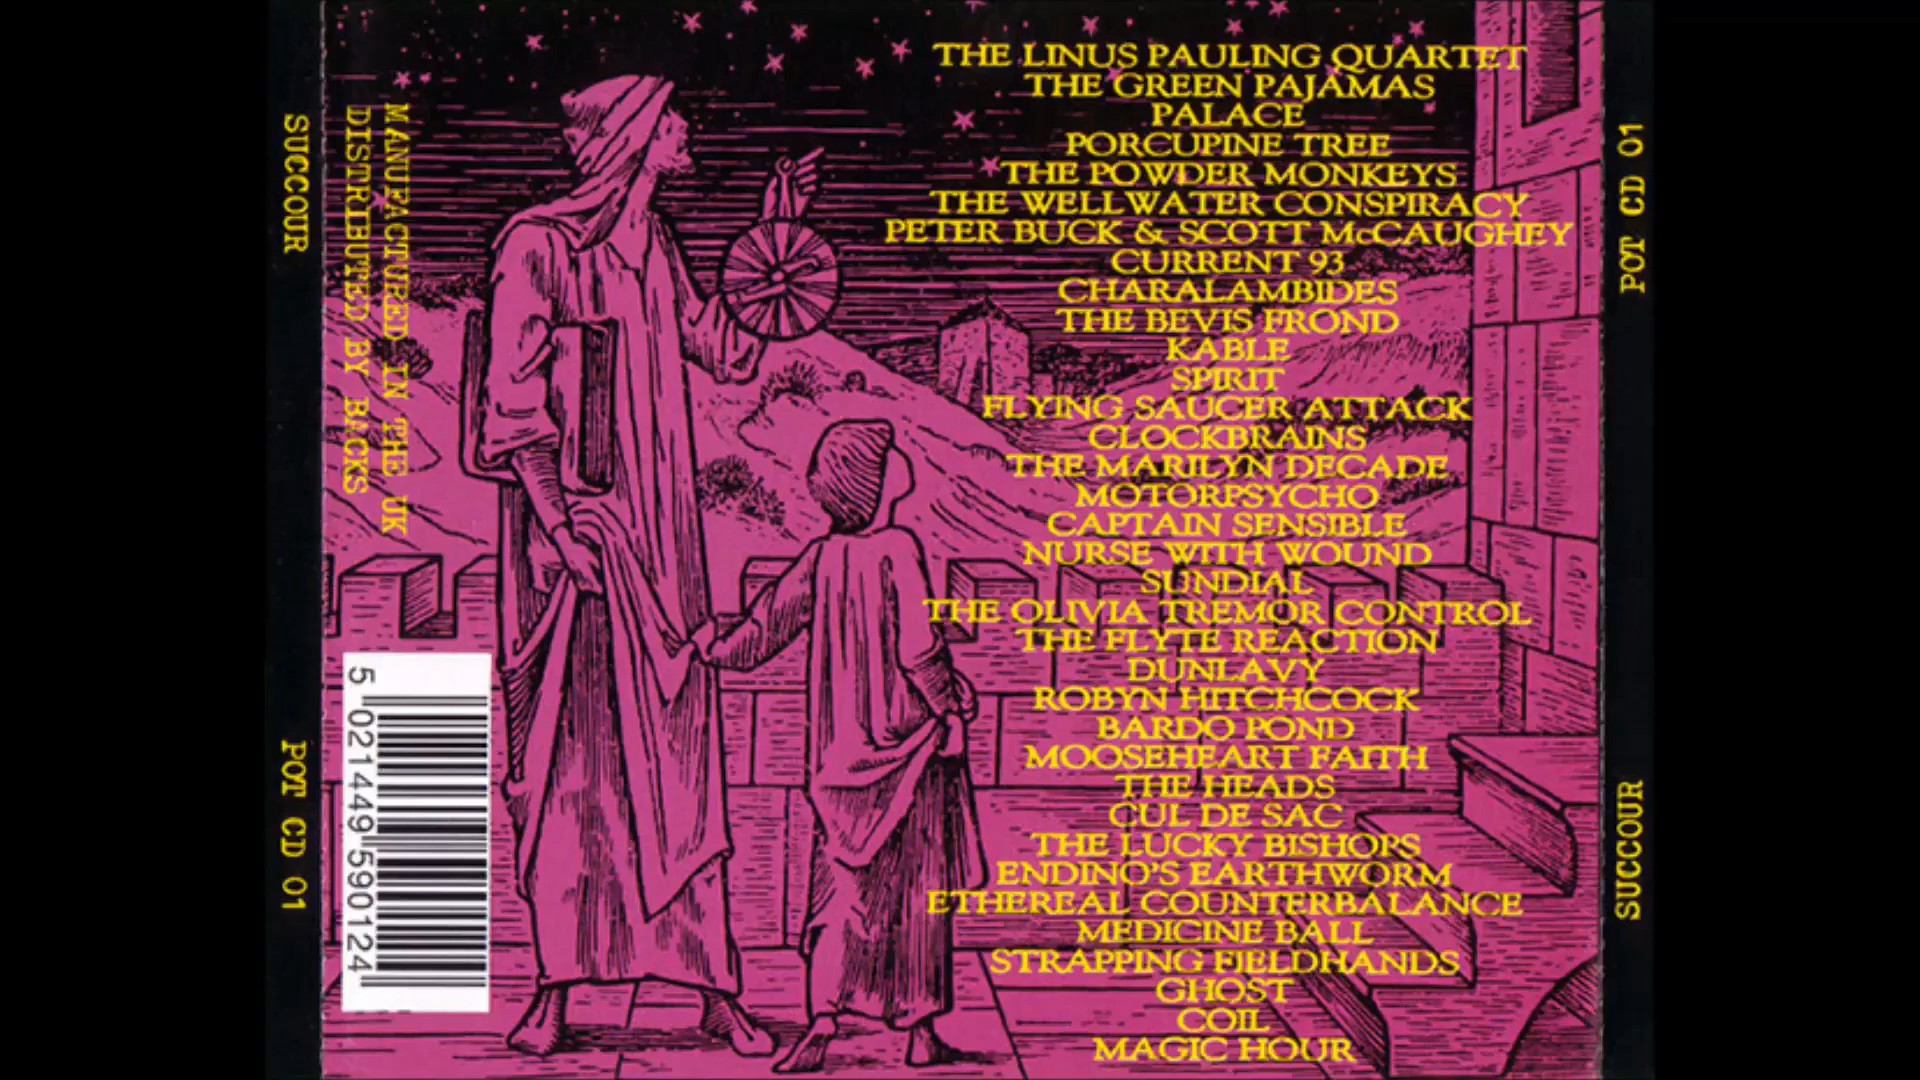 SUCCOUR
POT CD 01
MANUFACTURED IN THE UK
DISTRIBUTED BY BACKS
5 021449 590124
THE LINUS PAULING QUARTET
THE GREEN PAJAMAS
PALACE
PORCUPINE TREE
THE POWDER MONKEYS
THE WELLWATER CONSPIRACY
PETER BUCK & SCOTT McCAUGHEY
CURRENT 93
CHARALAMBIDES
THE BEVIS FROND
KABLE
SPIRIT
FLYING SAUCER ATTACK
CLOCKBRAINS
THE MARILYN DECADE
MOTORPSYCHO
CAPTAIN SENSIBLE
NURSE WITH WOUND
SUNDIAL
THE OLIVIA TREMOR CONTROL
THE FLYTE REACTION
DUNLAVY
ROBYN HITCHCOCK
BARDO POND
MOOSEHEART FAITH
THE HEADS
CUL DE SAC
THE LUCKY BISHOPS
ENDINO'S EARTHWORM
ETHEREAL COUNTERBALANCE
MEDICINE BALL
STRAPPING FIELDHANDS
GHOST
COIL
MAGIC HOUR
POT CD 01
SUCCOUR